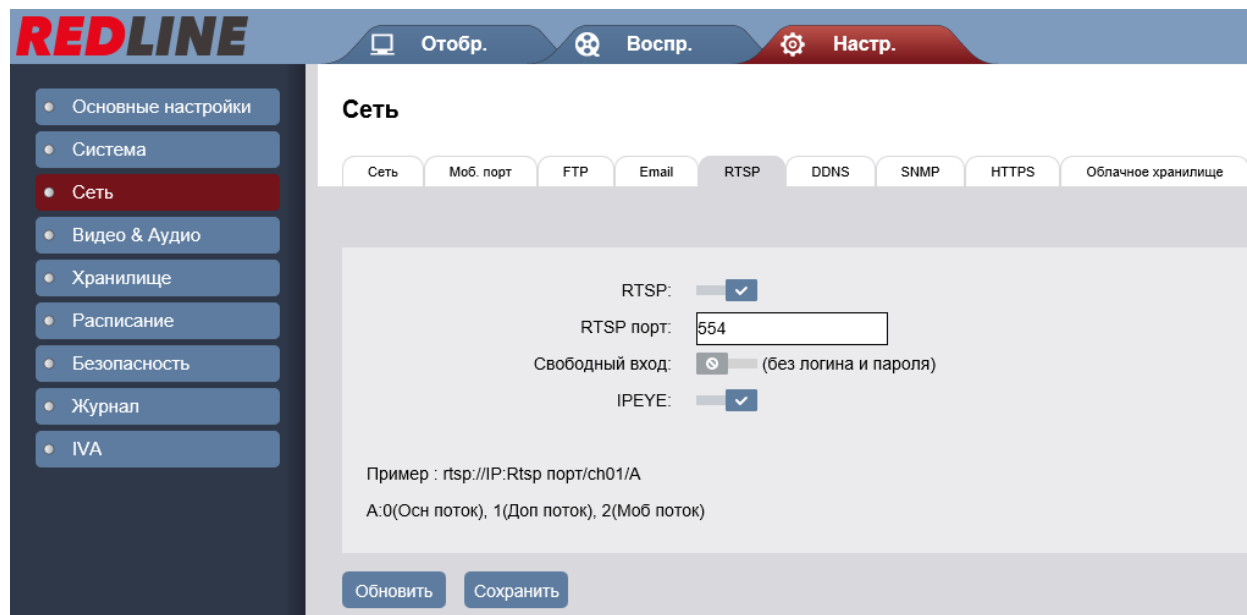 REDLINE
Отобр.
Воспр.
Настр.
Основные настройки
Система
Сеть
Видео & Аудио
Хранилище
Расписание
Безопасность
Журнал
IVA
Сеть
Сеть
Моб. порт
FTP
Email
RTSP
DDNS
SNMP
HTTPS
Облачное хранилище
RTSP:
RTSP порт: 554
Свободный вход: (без логина и пароля)
IPEYE:
Пример : rtsp://IP:Rtsp порт/ch01/A
A:0(Осн поток), 1(Доп поток), 2(Моб поток)
Обновить
Сохранить